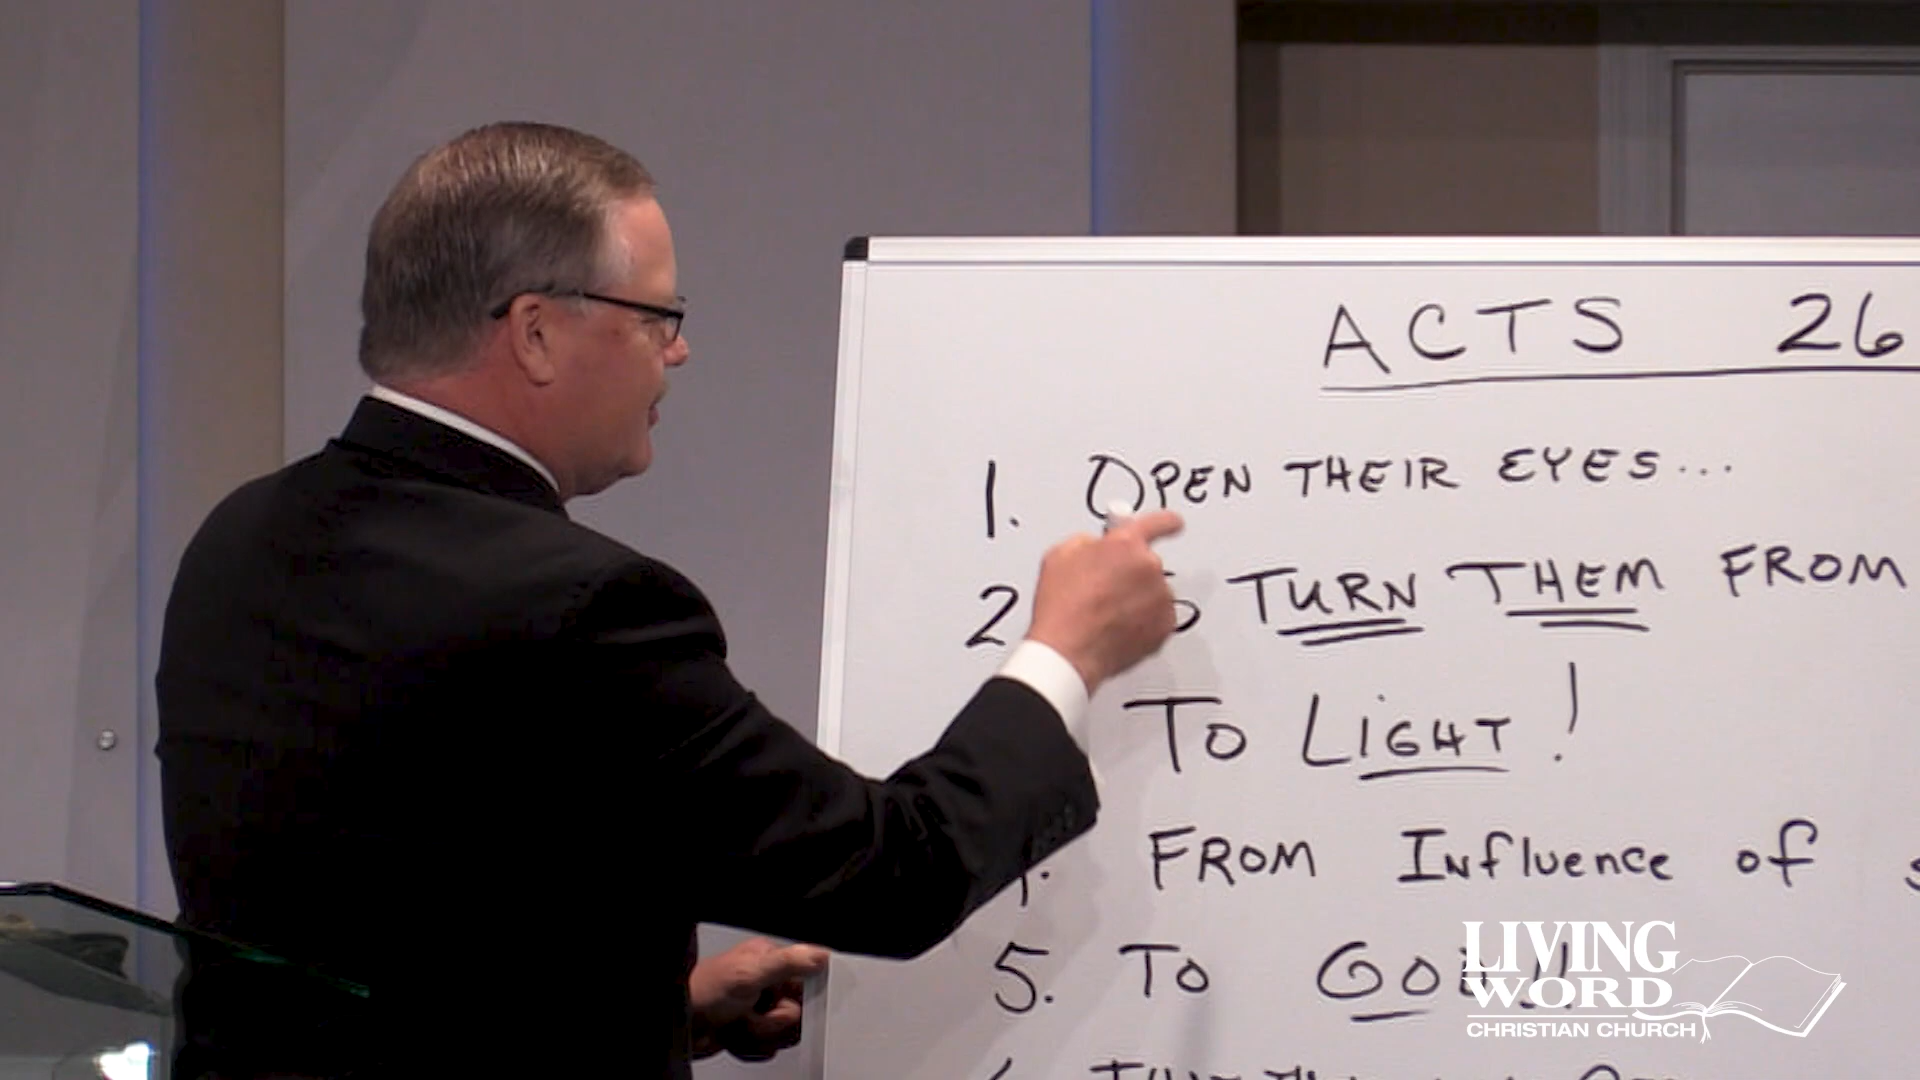 ACTS 26
1. OPEN THEIR EYES...
2 TURN THEM FROM
TO LIGHT!
FROM Influence of
5. TO GOD!!
LIVING
WORD
CHRISTIAN CHURCH